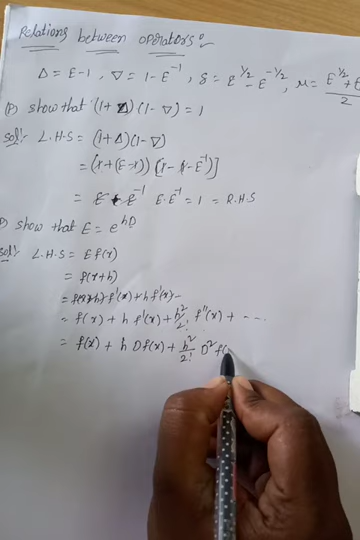 Relations between operators:-
Δ = E-1, ∇ = 1-E⁻¹, δ = E^1/2 - E^-1/2, μ = E^1/2 + E / 2
(P) show that (1+Δ)(1-∇) = 1
sol:- L.H.S = (1+Δ)(1-∇)
= [1+(E-1)] [1-1-E⁻¹)]
= E E⁻¹ E.E⁻¹ = 1 = R.H.S
P) show that E = e^hD
sol:- L.H.S = E f(x)
= f(x+h)
= f(x+h) f'(x)+h f'(x)-
= f(x) + h f'(x) + h²/2! f''(x) + ----
= f(x) + h Df(x) + h²/2! D² f(